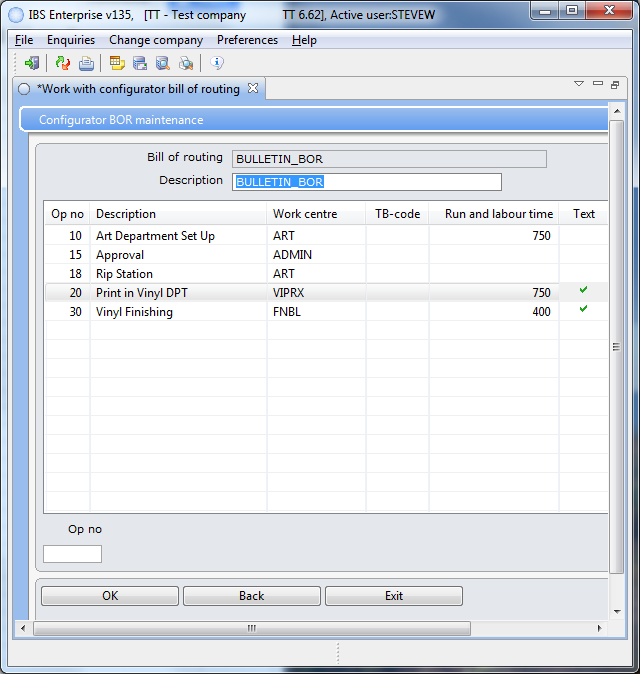 IBS Enterprise v135, [TT - Test company TT 6.62], Active user:STEVEW
File Enquiries Change company Preferences Help
*Work with configurator bill of routing
Configurator BOR maintenance
Bill of routing BULLETIN_BOR
Description BULLETIN_BOR
Op no Description Work centre TB-code Run and labour time Text
10 Art Department Set Up ART 750
15 Approval ADMIN
18 Rip Station ART
20 Print in Vinyl DPT VIPRX 750
30 Vinyl Finishing FNBL 400
Op no
OK Back Exit